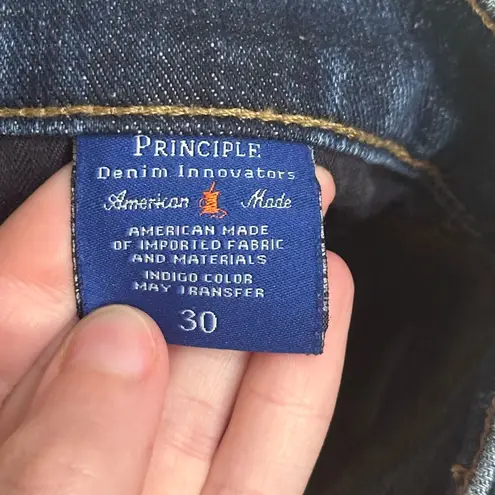 PRINCIPLE
Denim Innovators
American Made
AMERICAN MADE
OF IMPORTED FABRIC
AND MATERIALS
INDIGO COLOR
MAY TRANSFER
30